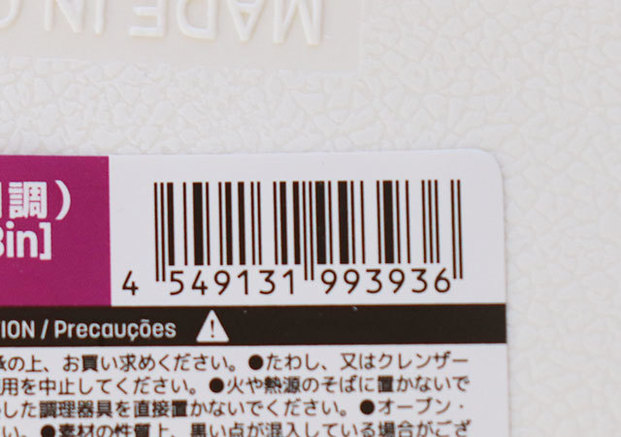 MADE IN
調）
in]
4 549131 993936
ION / Precauções
の上、お買い求めください。●たわし、又はクレンザー
用を中止してください。●火や熱源のそばに置かないで
した調理器具を直接置かないでください。●オーブン・
い。●素材の性質上、黒い点が混入している場合がござ